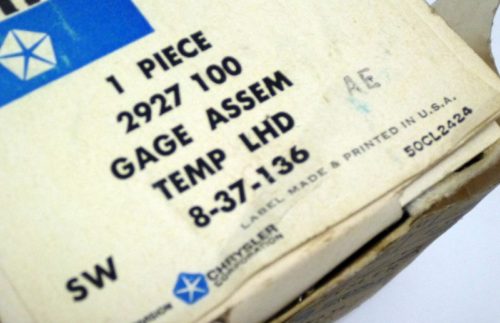 1 PIECE
2927 100
GAGE ASSEM
TEMP LHD
8-37-136
AE
LABEL MADE & PRINTED IN U.S.A.
50CL2424
SW
CHRYSLER
CORPORATION